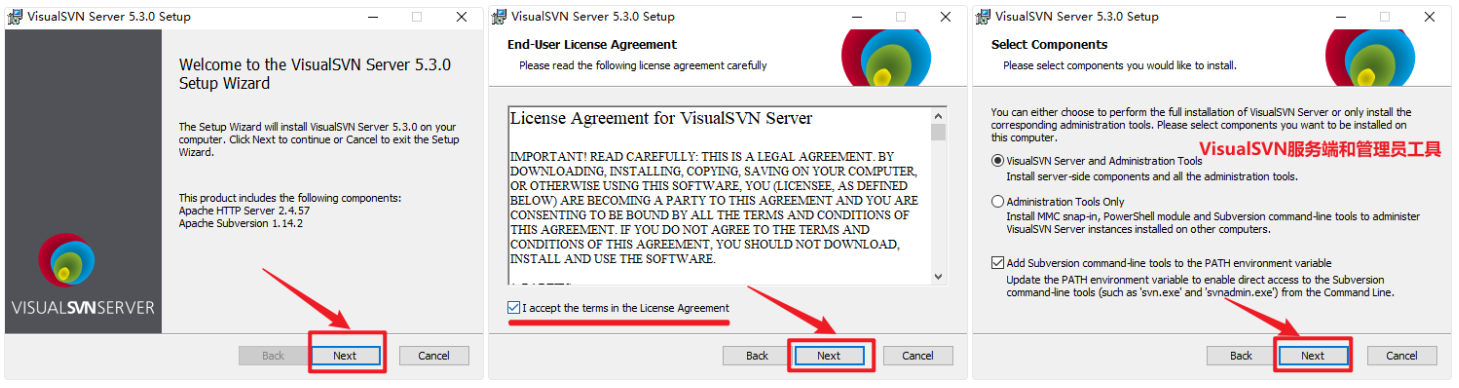 VisualSVN Server 5.3.0 Setup
Welcome to the VisualSVN Server 5.3.0
Setup Wizard
The Setup Wizard will install VisualSVN Server 5.3.0 on your
computer. Click Next to continue or Cancel to exit the Setup
Wizard.
This product includes the following components:
Apache HTTP Server 2.4.57
Apache Subversion 1.14.2
VISUALSVNSERVER
Back
Next
Cancel
VisualSVN Server 5.3.0 Setup
End-User License Agreement
Please read the following license agreement carefully
License Agreement for VisualSVN Server
IMPORTANT! READ CAREFULLY: THIS IS A LEGAL AGREEMENT. BY
DOWNLOADING, INSTALLING, COPYING, SAVING ON YOUR COMPUTER,
OR OTHERWISE USING THIS SOFTWARE, YOU (LICENSEE, AS DEFINED
BELOW) ARE BECOMING A PARTY TO THIS AGREEMENT AND YOU ARE
CONSENTING TO BE BOUND BY ALL THE TERMS AND CONDITIONS OF
THIS AGREEMENT. IF YOU DO NOT AGREE TO THE TERMS AND
CONDITIONS OF THIS AGREEMENT, YOU SHOULD NOT DOWNLOAD,
INSTALL AND USE THE SOFTWARE.
I accept the terms in the License Agreement
Back
Next
Cancel
VisualSVN Server 5.3.0 Setup
Select Components
Please select components you would like to install.
You can either choose to perform the full installation of VisualSVN Server or only install the
corresponding administration tools. Please select components you want to be installed on
this computer.
VisualSVN服务端和管理员工具
VisualSVN Server and Administration Tools
Install server-side components and all the administration tools.
Administration Tools Only
Install MMC snap-in, PowerShell module and Subversion command-line tools to administer
VisualSVN Server instances installed on other computers.
Add Subversion command-line tools to the PATH environment variable
Update the PATH environment variable to enable direct access to the Subversion
command-line tools (such as 'svn.exe' and 'svnadmin.exe') from the Command Line.
Back
Next
Cancel